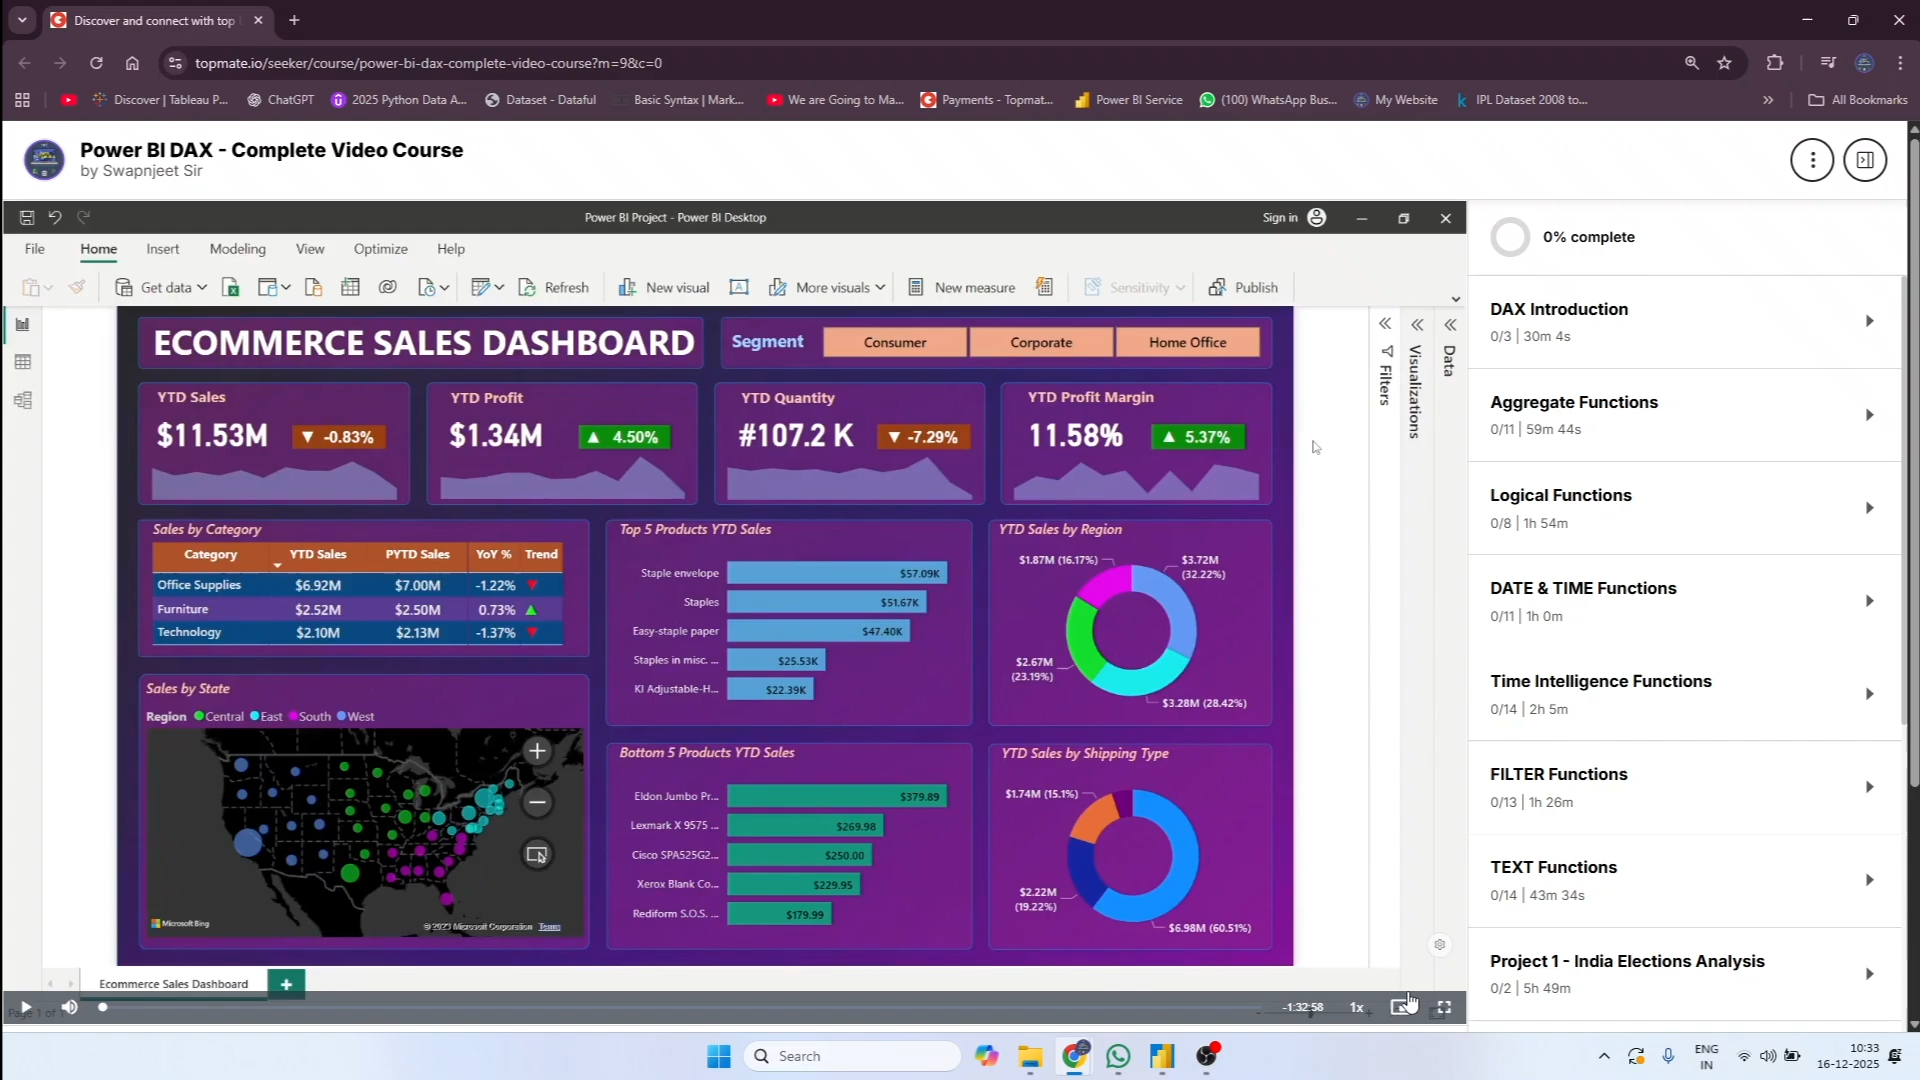 Discover and connect with top
topmate.io/seeker/course/power-bi-dax-complete-video-course?m=9&c=0
Discover | Tableau P...
ChatGPT
2025 Python Data A...
Dataset - Dataful
Basic Syntax | Mark...
We are Going to Ma...
Payments - Topmat...
Power BI Service
(100) WhatsApp Bus...
My Website
IPL Dataset 2008 to...
All Bookmarks
Power BI DAX - Complete Video Course
by Swapnjeet Sir
Power BI Project - Power BI Desktop
Sign in
File Home Insert Modeling View Optimize Help
Get data
Refresh
New visual
More visuals
New measure
Sensitivity
Publish
ECOMMERCE SALES DASHBOARD
Segment
Consumer
Corporate
Home Office
Filters
Visualizations
Data
YTD Sales
$11.53M
▼ -0.83%
YTD Profit
$1.34M
▲ 4.50%
YTD Quantity
#107.2 K
▼ -7.29%
YTD Profit Margin
11.58%
▲ 5.37%
Sales by Category
Category YTD Sales PYTD Sales YoY % Trend
Office Supplies $6.92M $7.00M -1.22% ▼
Furniture $2.52M $2.50M 0.73% ▲
Technology $2.10M $2.13M -1.37% ▼
Top 5 Products YTD Sales
Staple envelope $57.09K
Staples $51.67K
Easy-staple paper $47.40K
Staples in misc. ... $25.53K
KI Adjustable-H... $22.39K
YTD Sales by Region
$1.87M (16.17%)
$3.72M
(32.22%)
$2.67M
(23.19%)
$3.28M (28.42%)
Sales by State
Region Central East South West
Microsoft Bing
© 2023 Microsoft Corporation Terms
Bottom 5 Products YTD Sales
Eldon Jumbo Pr... $379.89
Lexmark X 9575 ... $269.98
Cisco SPA525G2... $250.00
Xerox Blank Co... $229.95
Rediform S.O.S. ... $179.99
YTD Sales by Shipping Type
$1.74M (15.1%)
$2.22M
(19.22%)
$6.98M (60.51%)
Ecommerce Sales Dashboard
+
Page 1 of
-1:32:58
1x
0% complete
DAX Introduction
0/3 | 30m 4s
Aggregate Functions
0/11 | 59m 44s
Logical Functions
0/8 | 1h 54m
DATE & TIME Functions
0/11 | 1h 0m
Time Intelligence Functions
0/14 | 2h 5m
FILTER Functions
0/13 | 1h 26m
TEXT Functions
0/14 | 43m 34s
Project 1 - India Elections Analysis
0/2 | 5h 49m
Search
ENG
IN
10:33
16-12-2025